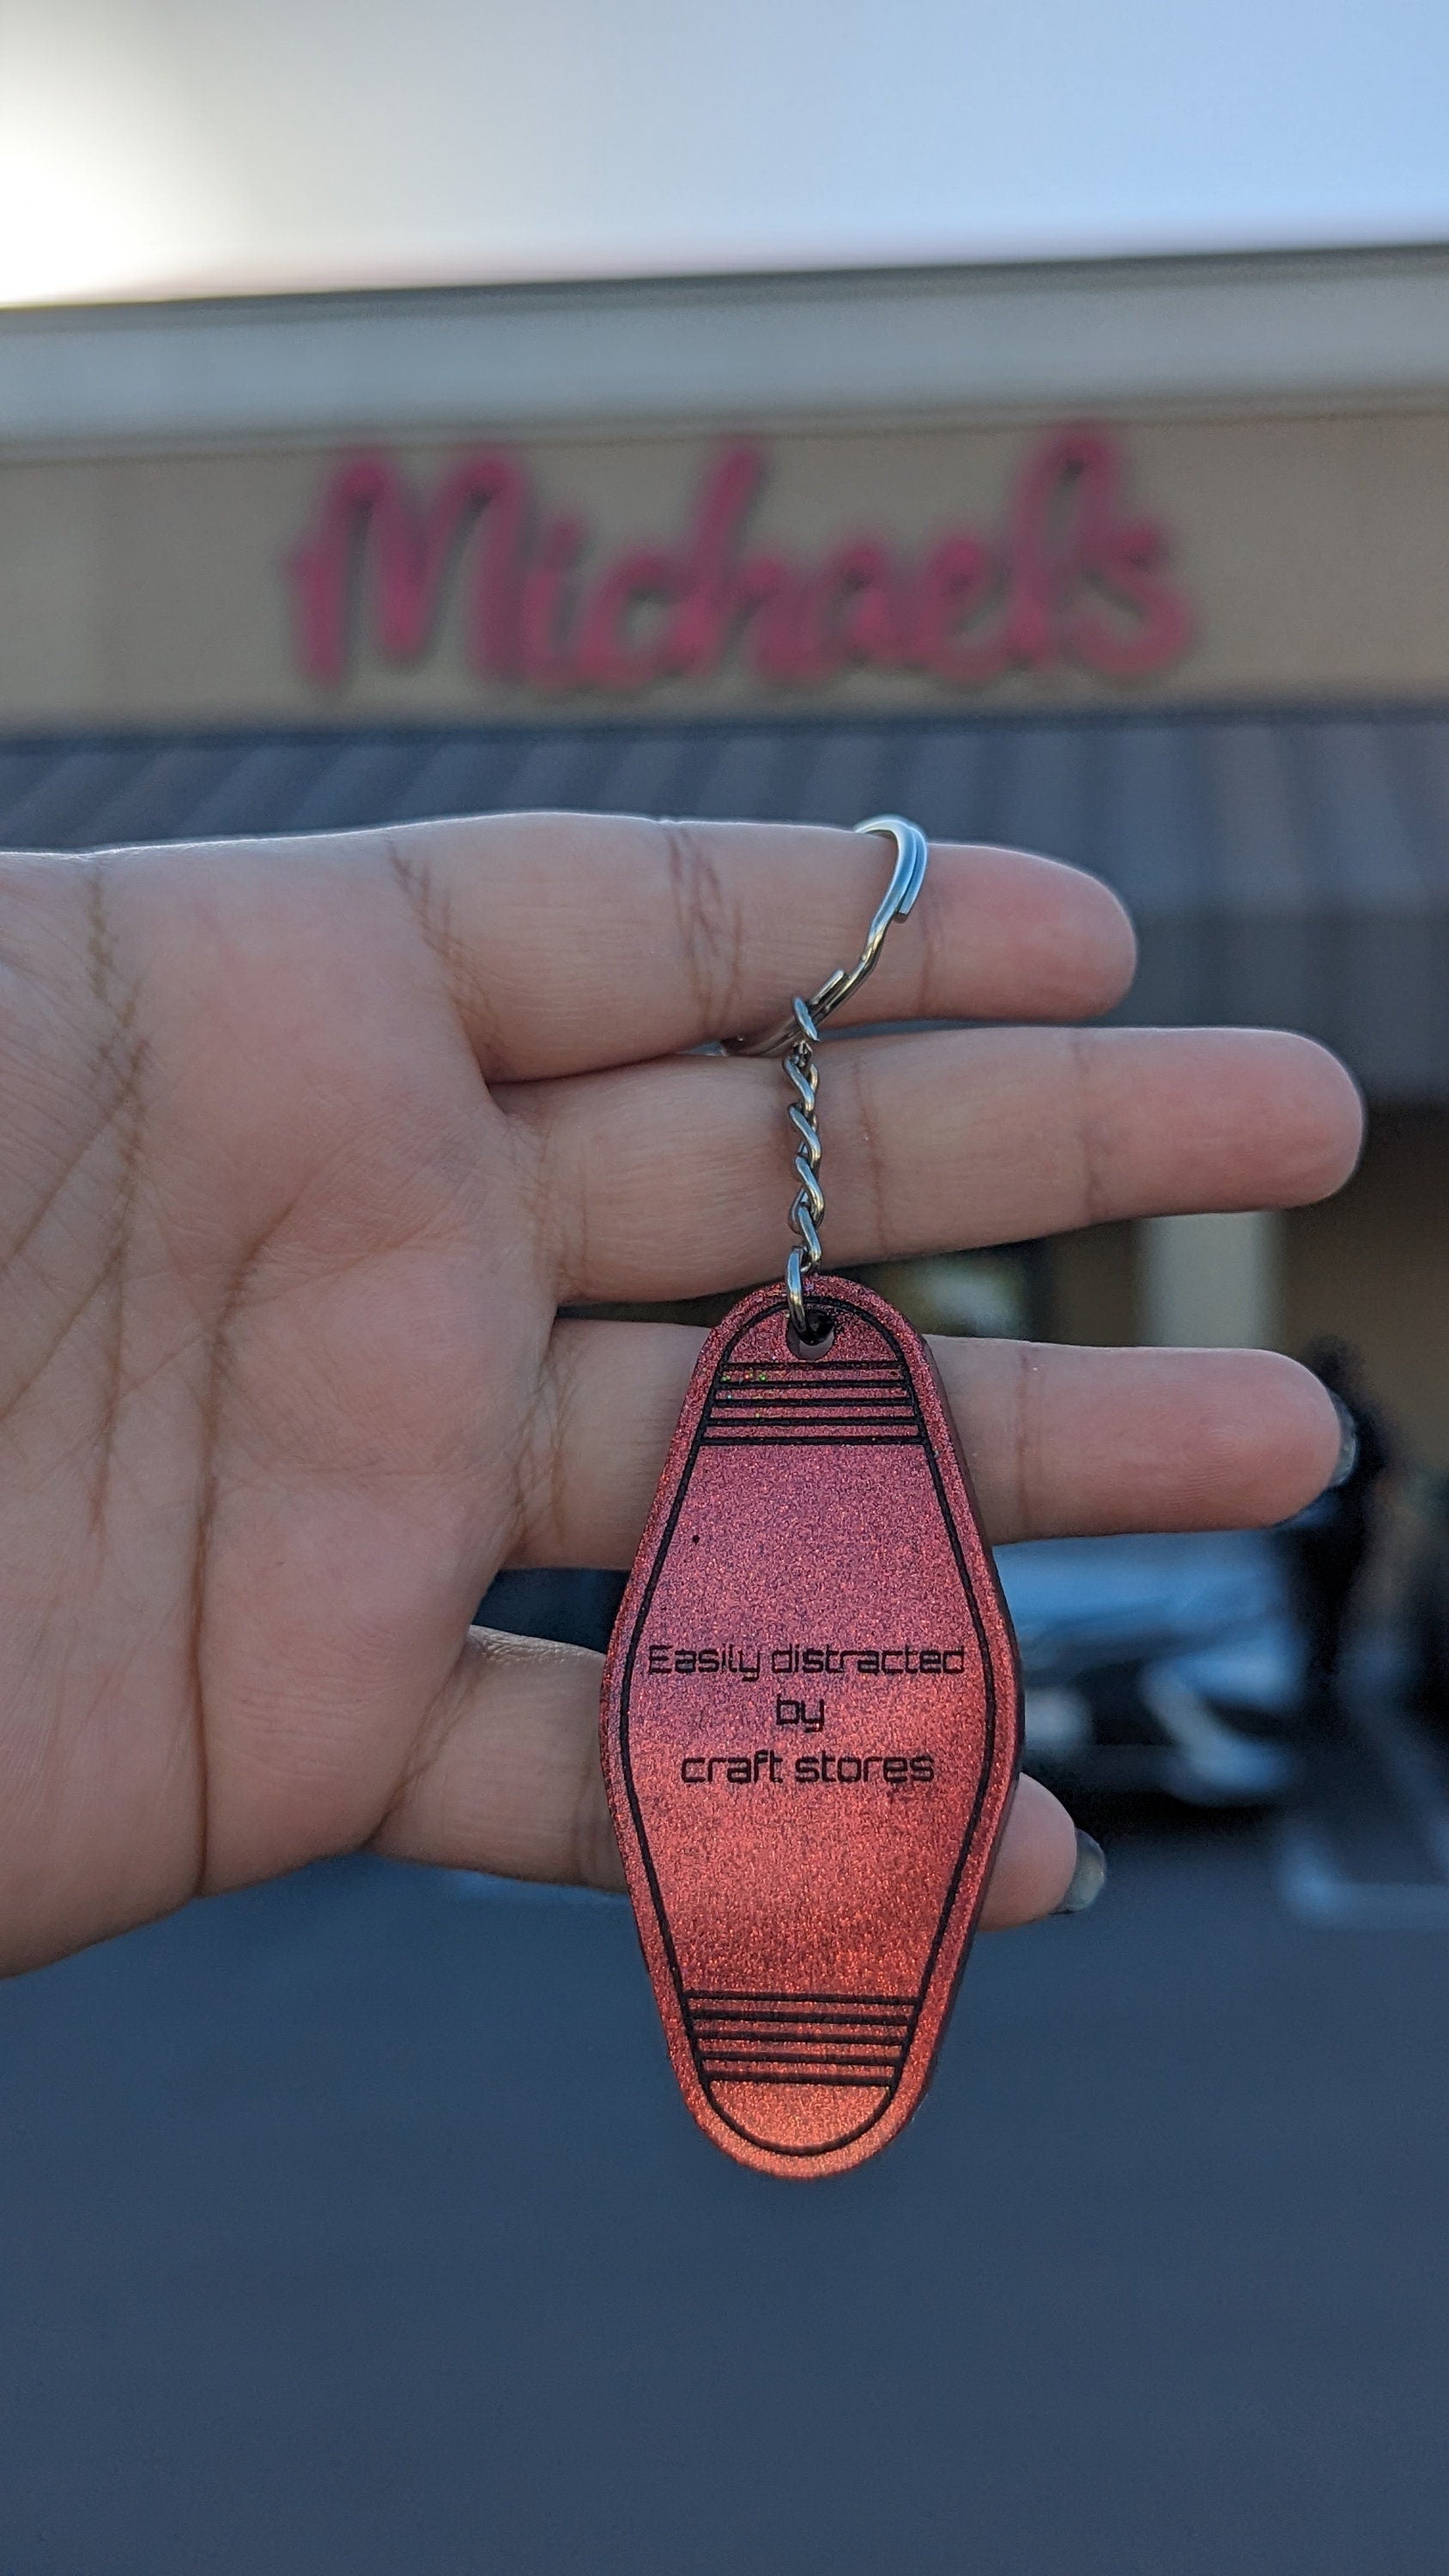 Michaels
Easily distracted
by
craft stores